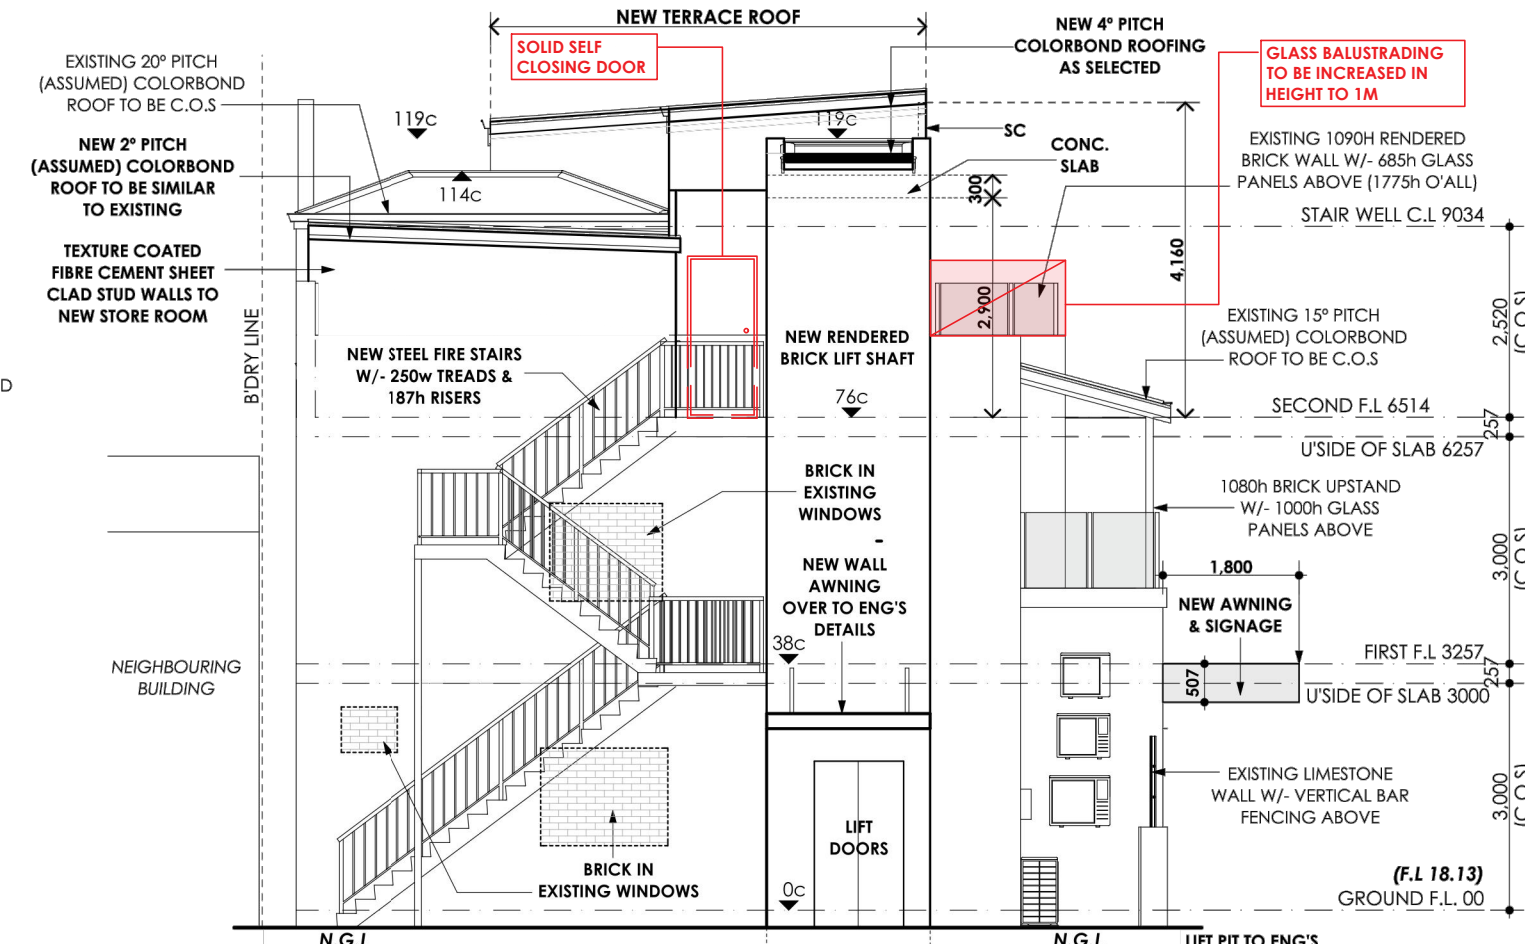 NEW TERRACE ROOF
SOLID SELF
CLOSING DOOR
NEW 4º PITCH
COLORBOND ROOFING
AS SELECTED
GLASS BALUSTRADING
TO BE INCREASED IN
HEIGHT TO 1M
EXISTING 20º PITCH
(ASSUMED) COLORBOND
ROOF TO BE C.O.S
119c
119c
SC
CONC.
SLAB
EXISTING 1090H RENDERED
BRICK WALL W/- 685h GLASS
PANELS ABOVE (1775h O'ALL)
NEW 2º PITCH
(ASSUMED) COLORBOND
ROOF TO BE SIMILAR
TO EXISTING
114c
300
STAIR WELL C.L 9034
TEXTURE COATED
FIBRE CEMENT SHEET
CLAD STUD WALLS TO
NEW STORE ROOM
4,160
2,900
2,520
(C.O.S)
B'DRY LINE
NEW STEEL FIRE STAIRS
W/- 250w TREADS &
187h RISERS
NEW RENDERED
BRICK LIFT SHAFT
EXISTING 15º PITCH
(ASSUMED) COLORBOND
ROOF TO BE C.O.S
D
76c
SECOND F.L 6514
257
U'SIDE OF SLAB 6257
BRICK IN
EXISTING
WINDOWS
-
NEW WALL
AWNING
OVER TO ENG'S
DETAILS
1080h BRICK UPSTAND
W/- 1000h GLASS
PANELS ABOVE
3,000
(C.O.S)
1,800
NEW AWNING
& SIGNAGE
38c
FIRST F.L 3257
257
507
U'SIDE OF SLAB 3000
NEIGHBOURING
BUILDING
EXISTING LIMESTONE
WALL W/- VERTICAL BAR
FENCING ABOVE
3,000
(C.O.S)
LIFT
DOORS
BRICK IN
EXISTING WINDOWS
0c
(F.L 18.13)
GROUND F.L. 00
N.G.L
N.G.L
LIFT PIT TO ENG'S